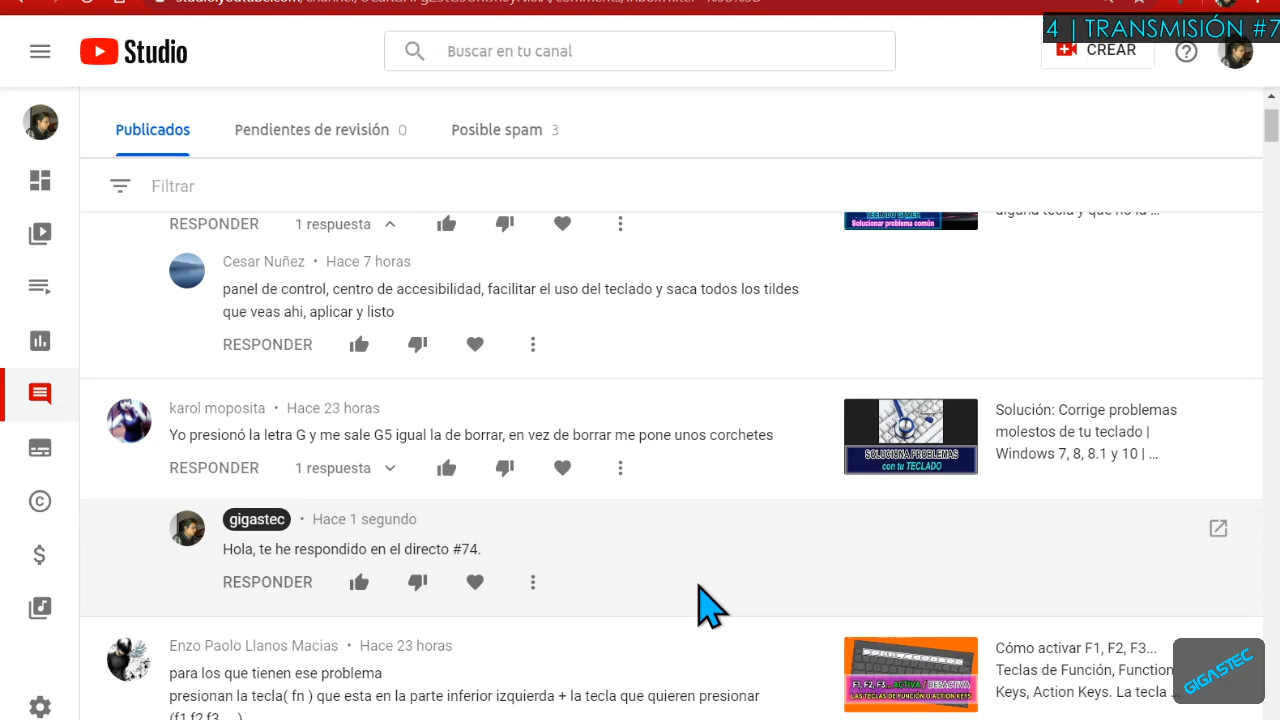 4 | TRANSMISIÓN #7
Studio
Buscar en tu canal
CREAR
Publicados
Pendientes de revisión 0
Posible spam 3
Filtrar
RESPONDER 1 respuesta
Solucionar problema común
alguna tecla y que no la ...
Cesar Nuñez • Hace 7 horas
panel de control, centro de accesibilidad, facilitar el uso del teclado y saca todos los tildes
que veas ahi, aplicar y listo
RESPONDER
karol moposita • Hace 23 horas
Yo presionó la letra G y me sale G5 igual la de borrar, en vez de borrar me pone unos corchetes
RESPONDER 1 respuesta
SOLUCIONA PROBLEMAS
con tu TECLADO
Solución: Corrige problemas
molestos de tu teclado |
Windows 7, 8, 8.1 y 10 | ...
gigastec • Hace 1 segundo
Hola, te he respondido en el directo #74.
RESPONDER
Enzo Paolo Llanos Macias • Hace 23 horas
para los que tienen ese problema
presionen la tecla( fn ) que esta en la parte inferior izquierda + la tecla que quieren presionar
(f1,f2,f3....)
F1, F2, F3... ACTIVA / DESACTIVA
LAS TECLAS DE FUNCIÓN O ACTION KEYS
Cómo activar F1, F2, F3...
Teclas de Función, Function
Keys, Action Keys. La tecla ...
GIGASTEC